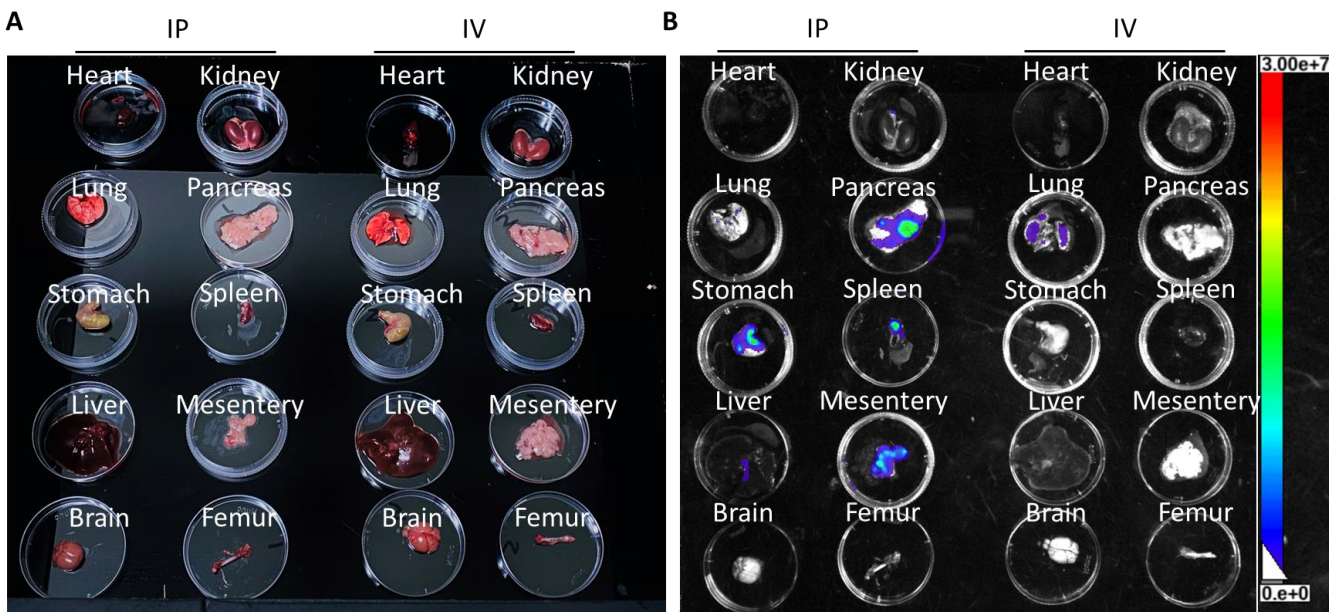 A
IP
IV
Heart
Kidney
Heart
Kidney
Lung
Pancreas
Lung
Pancreas
Stomach
Spleen
Stomach
Spleen
Liver
Mesentery
Liver
Mesentery
Brain
Femur
Brain
Femur
B
IP
IV
Heart
Kidney
Heart
Kidney
Lung
Pancreas
Lung
Pancreas
Stomach
Spleen
Stomach
Spleen
Liver
Mesentery
Liver
Mesentery
Brain
Femur
Brain
Femur
3.00e+7
0.e+0